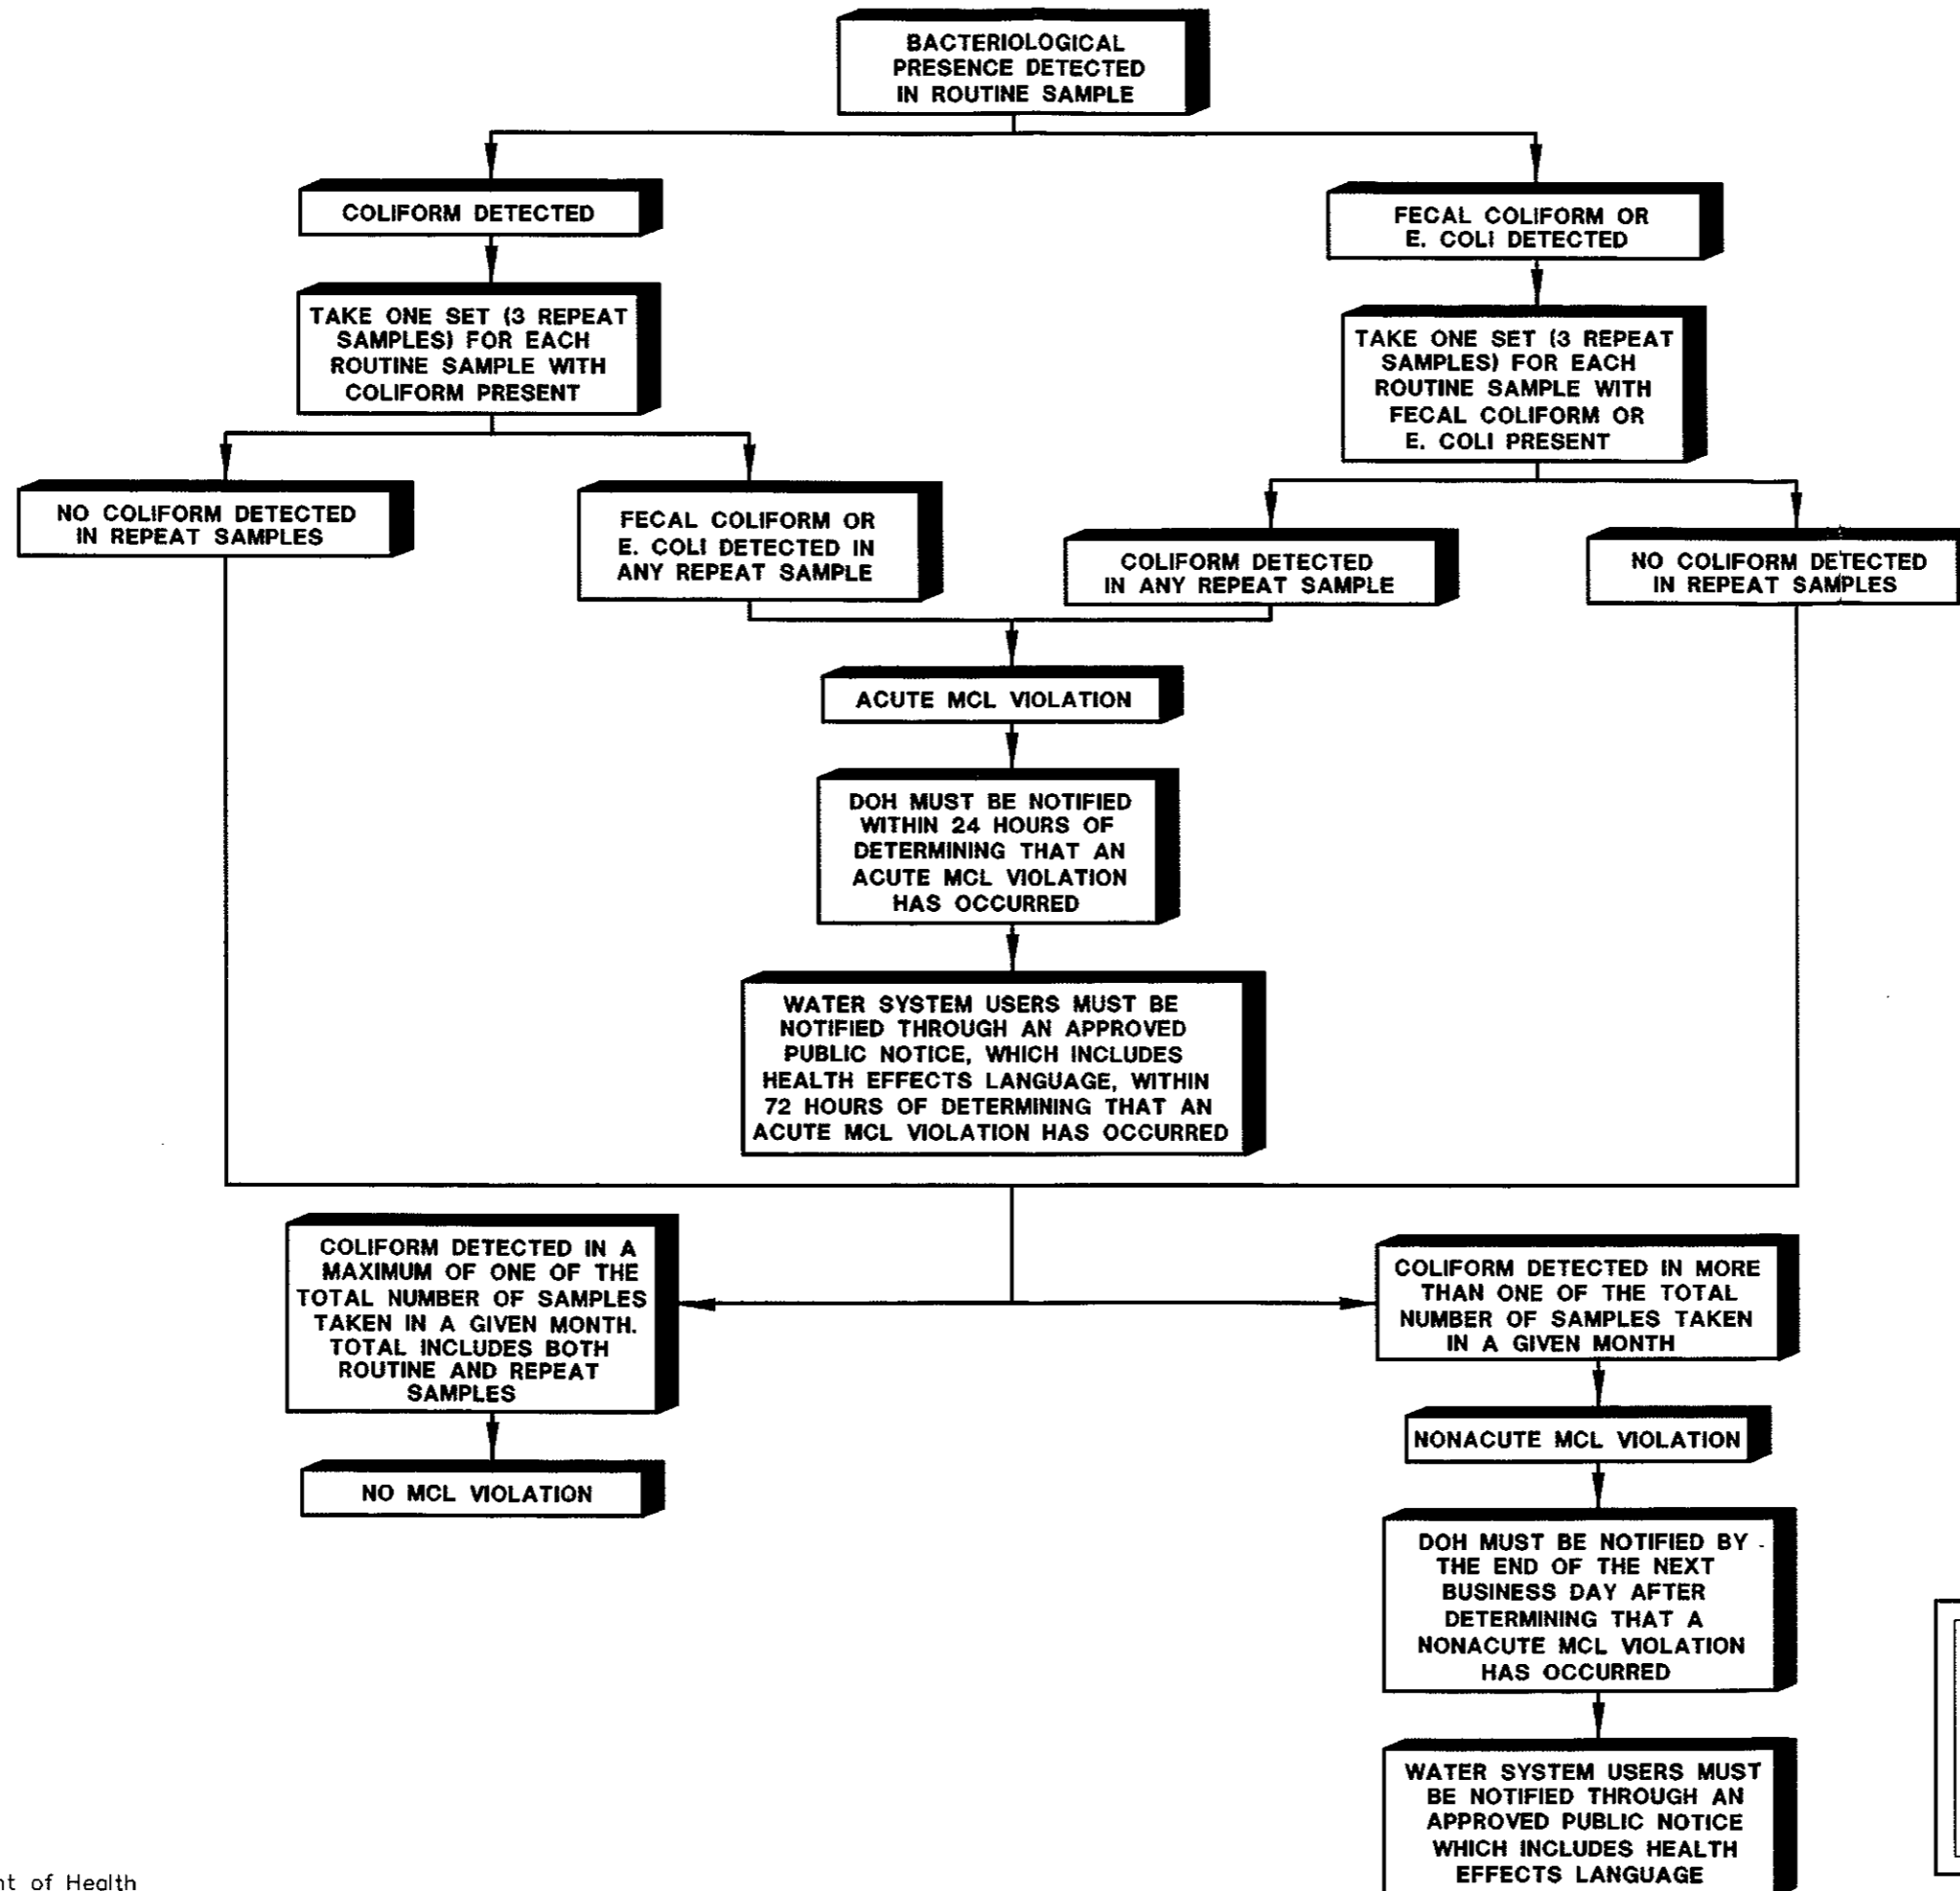 BACTERIOLOGICAL
PRESENCE DETECTED
IN ROUTINE SAMPLE
COLIFORM DETECTED
FECAL COLIFORM OR
E. COLI DETECTED
TAKE ONE SET (3 REPEAT
SAMPLES) FOR EACH
ROUTINE SAMPLE WITH
COLIFORM PRESENT
TAKE ONE SET (3 REPEAT
SAMPLES) FOR EACH
ROUTINE SAMPLE WITH
FECAL COLIFORM OR
E. COLI PRESENT
NO COLIFORM DETECTED
IN REPEAT SAMPLES
FECAL COLIFORM OR
E. COLI DETECTED IN
ANY REPEAT SAMPLE
COLIFORM DETECTED
IN ANY REPEAT SAMPLE
NO COLIFORM DETECTED
IN REPEAT SAMPLES
ACUTE MCL VIOLATION
DOH MUST BE NOTIFIED
WITHIN 24 HOURS OF
DETERMINING THAT AN
ACUTE MCL VIOLATION
HAS OCCURRED
WATER SYSTEM USERS MUST BE
NOTIFIED THROUGH AN APPROVED
PUBLIC NOTICE, WHICH INCLUDES
HEALTH EFFECTS LANGUAGE, WITHIN
72 HOURS OF DETERMINING THAT AN
ACUTE MCL VIOLATION HAS OCCURRED
COLIFORM DETECTED IN A
MAXIMUM OF ONE OF THE
TOTAL NUMBER OF SAMPLES
TAKEN IN A GIVEN MONTH.
TOTAL INCLUDES BOTH
ROUTINE AND REPEAT
SAMPLES
NO MCL VIOLATION
COLIFORM DETECTED IN MORE
THAN ONE OF THE TOTAL
NUMBER OF SAMPLES TAKEN
IN A GIVEN MONTH
NONACUTE MCL VIOLATION
DOH MUST BE NOTIFIED BY
THE END OF THE NEXT
BUSINESS DAY AFTER
DETERMINING THAT A
NONACUTE MCL VIOLATION
HAS OCCURRED
WATER SYSTEM USERS MUST
BE NOTIFIED THROUGH AN
APPROVED PUBLIC NOTICE
WHICH INCLUDES HEALTH
EFFECTS LANGUAGE
nt of Health